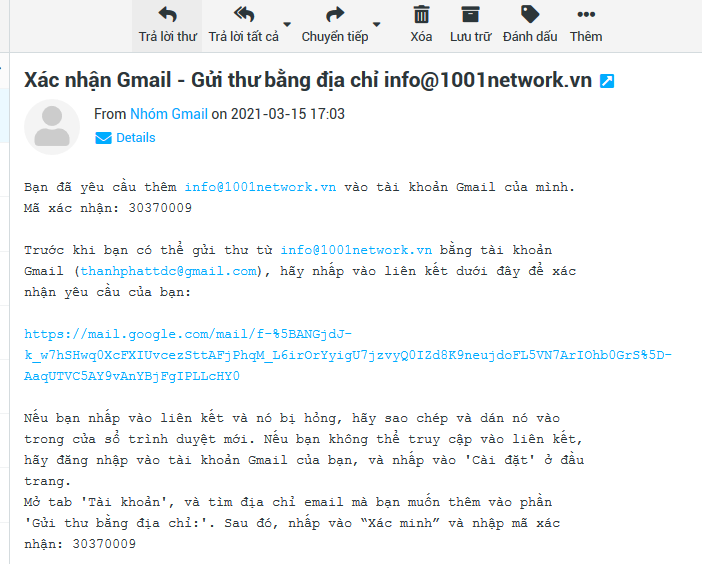 Trả lời thư Trả lời tất cả Chuyển tiếp Xóa Lưu trữ Đánh dấu Thêm
Xác nhận Gmail - Gửi thư bằng địa chỉ info@1001network.vn
From Nhóm Gmail on 2021-03-15 17:03
Details
Bạn đã yêu cầu thêm info@1001network.vn vào tài khoản Gmail của mình.
Mã xác nhận: 30370009
Trước khi bạn có thể gửi thư từ info@1001network.vn bằng tài khoản
Gmail (thanhphattdc@gmail.com), hãy nhấp vào liên kết dưới đây để xác
nhận yêu cầu của bạn:
https://mail.google.com/mail/f-%5BANGjdJ-
k_w7hSHwq0XcFXIUvcezSttAFjPhqM_L6irOrYyigU7jzvyQ0IZd8K9neujdoFL5VN7ArIOhb0GrS%5D-
AaqUTVC5AY9vAnYBjFgIPLLcHY0
Nếu bạn nhấp vào liên kết và nó bị hỏng, hãy sao chép và dán nó vào
trong cửa sổ trình duyệt mới. Nếu bạn không thể truy cập vào liên kết,
hãy đăng nhập vào tài khoản Gmail của bạn, và nhấp vào 'Cài đặt' ở đầu
trang.
Mở tab 'Tài khoản', và tìm địa chỉ email mà bạn muốn thêm vào phần
'Gửi thư bằng địa chỉ:'. Sau đó, nhấp vào “Xác minh” và nhập mã xác
nhận: 30370009